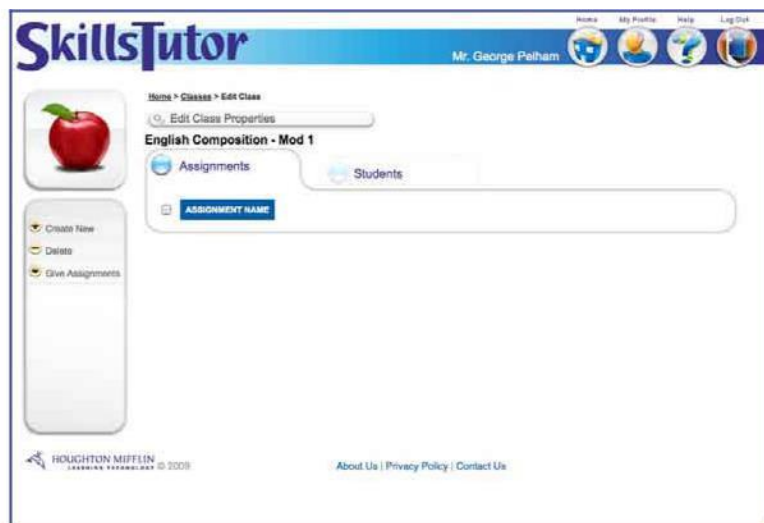 Home My Profile Help Log Out
SkillsTutor
Mr. George Pelham
Home > Classes > Edit Class
Edit Class Properties
English Composition - Mod 1
Assignments
Students
ASSIGNMENT NAME
Create New
Delete
Give Assignments
HOUGHTON MIFFLIN
LEARNING TECHNOLOGY © 2009
About Us | Privacy Policy | Contact Us